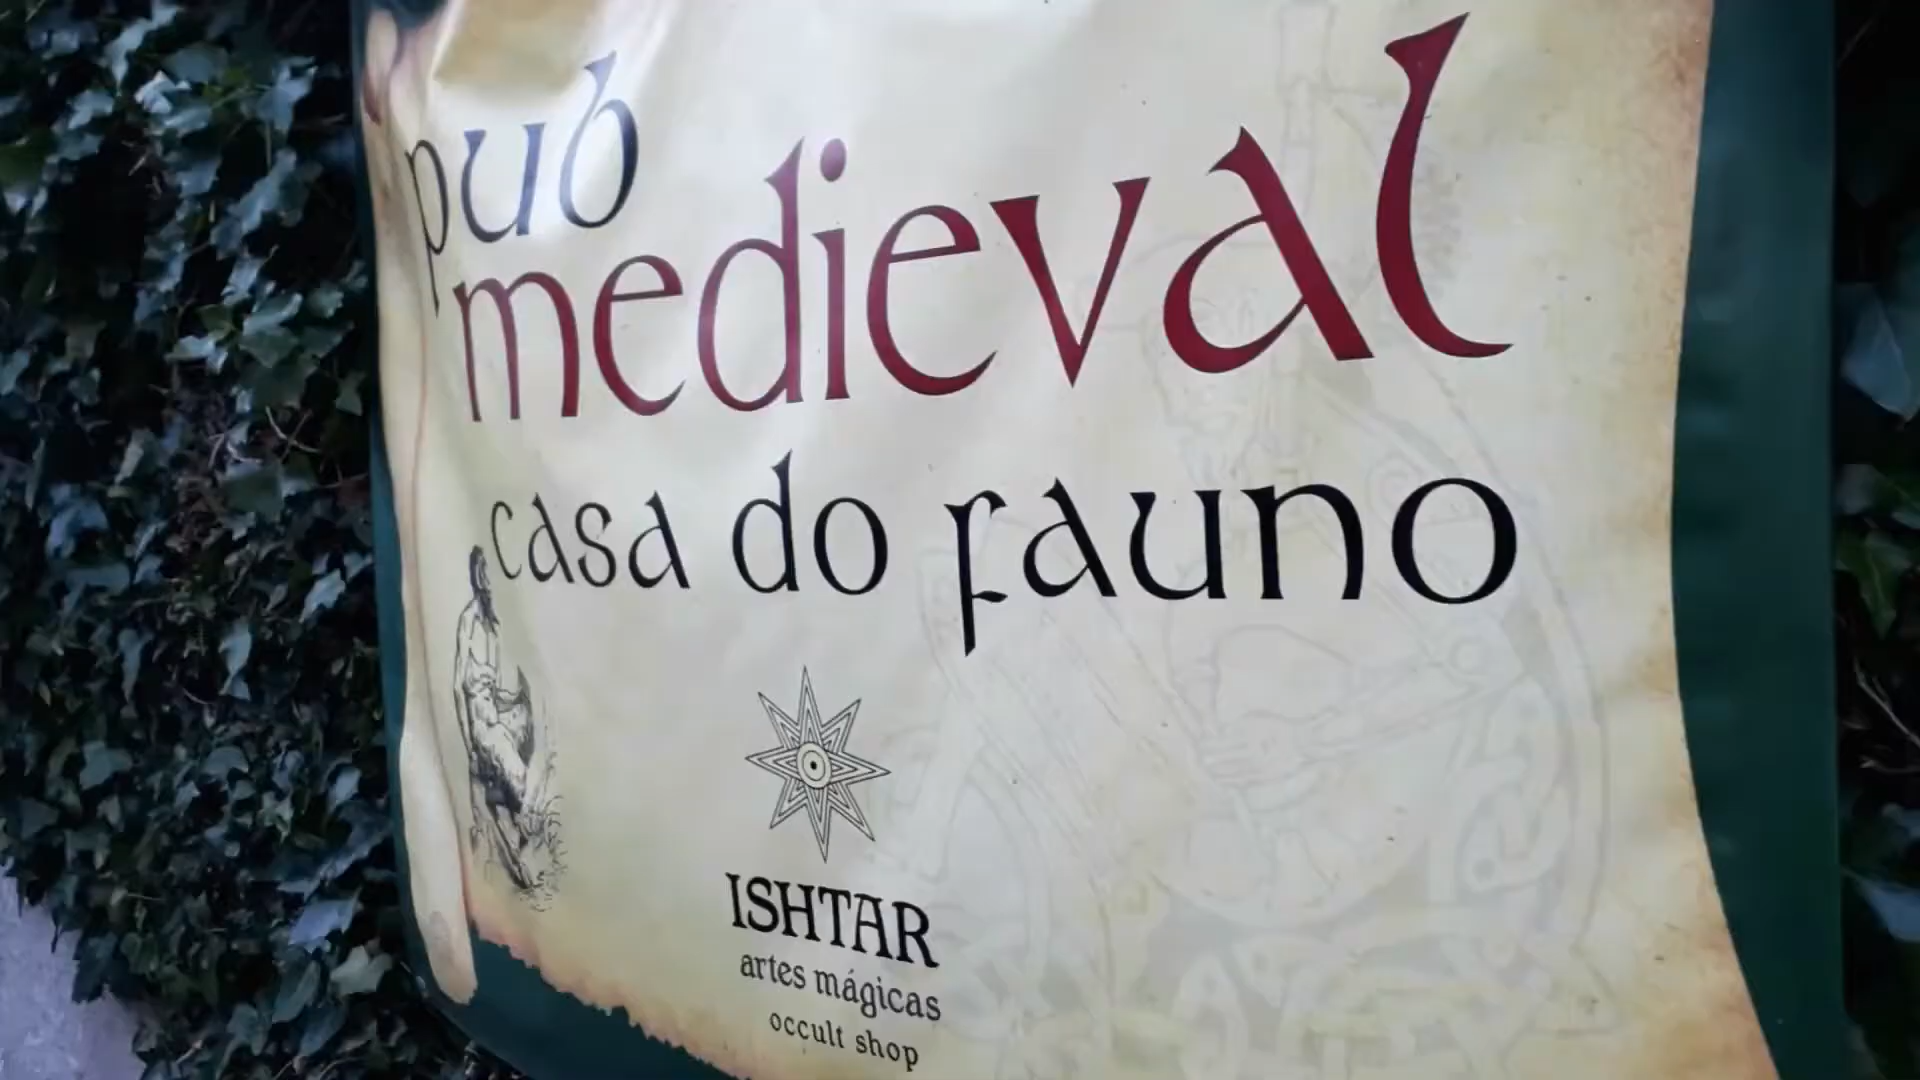 pub
medieval
casa do fauno
ISHTAR
artes mágicas
occult shop